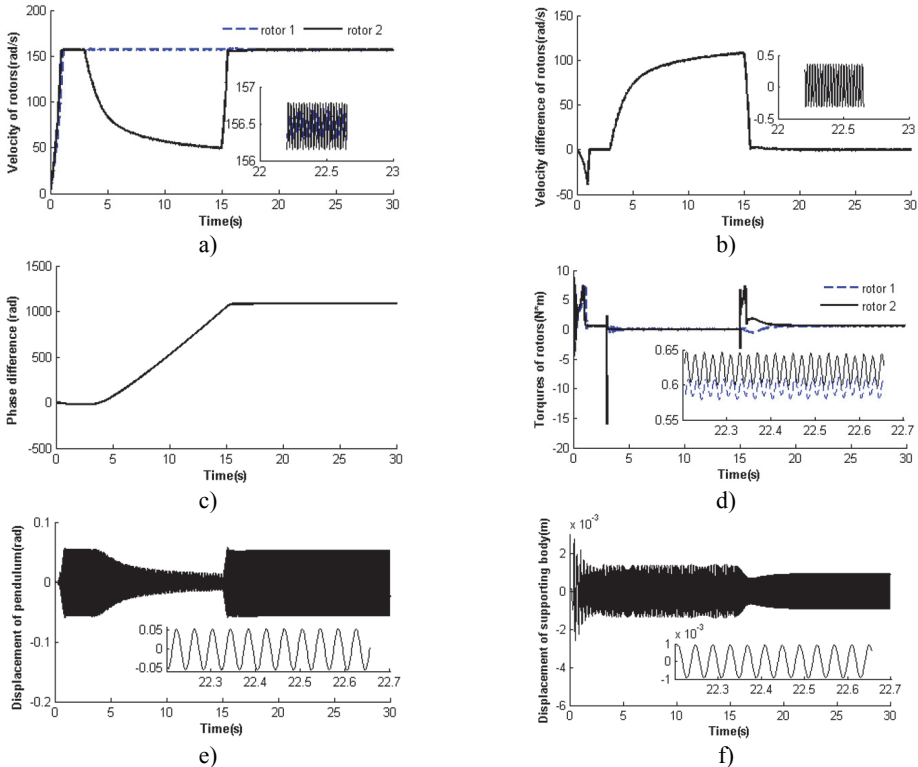 200
150
100
50
0
0 5 10 15 20 25 30
Velocity of rotors(rad/s)
Time(s)
rotor 1 rotor 2
157
156.5
156
22 22.5 23
a)
100
50
0
-50
0 5 10 15 20 25 30
Velocity difference of rotors(rad/s)
Time(s)
0.5
0
-0.5
22 22.5 23
b)
1500
1000
500
0
-500
0 5 10 15 20 25 30
Phase difference (rad)
Time(s)
c)
10
5
0
-5
-10
-15
-20
0 5 10 15 20 25 30
Torqures of rotors(N*m)
Time(s)
rotor 1
rotor 2
0.65
0.6
0.55
22.3 22.4 22.5 22.6 22.7
d)
0.1
0
-0.1
-0.2
0 5 10 15 20 25 30
Displacement of pendulum(rad)
Time(s)
0.05
0
-0.05
22.3 22.4 22.5 22.6 22.7
e)
x 10-3
2
0
-2
-4
-6
0 5 10 15 20 25 30
Displacement of supporting body(m)
Time(s)
x 10-3
1
0
-1
22.3 22.4 22.5 22.6 22.7
f)